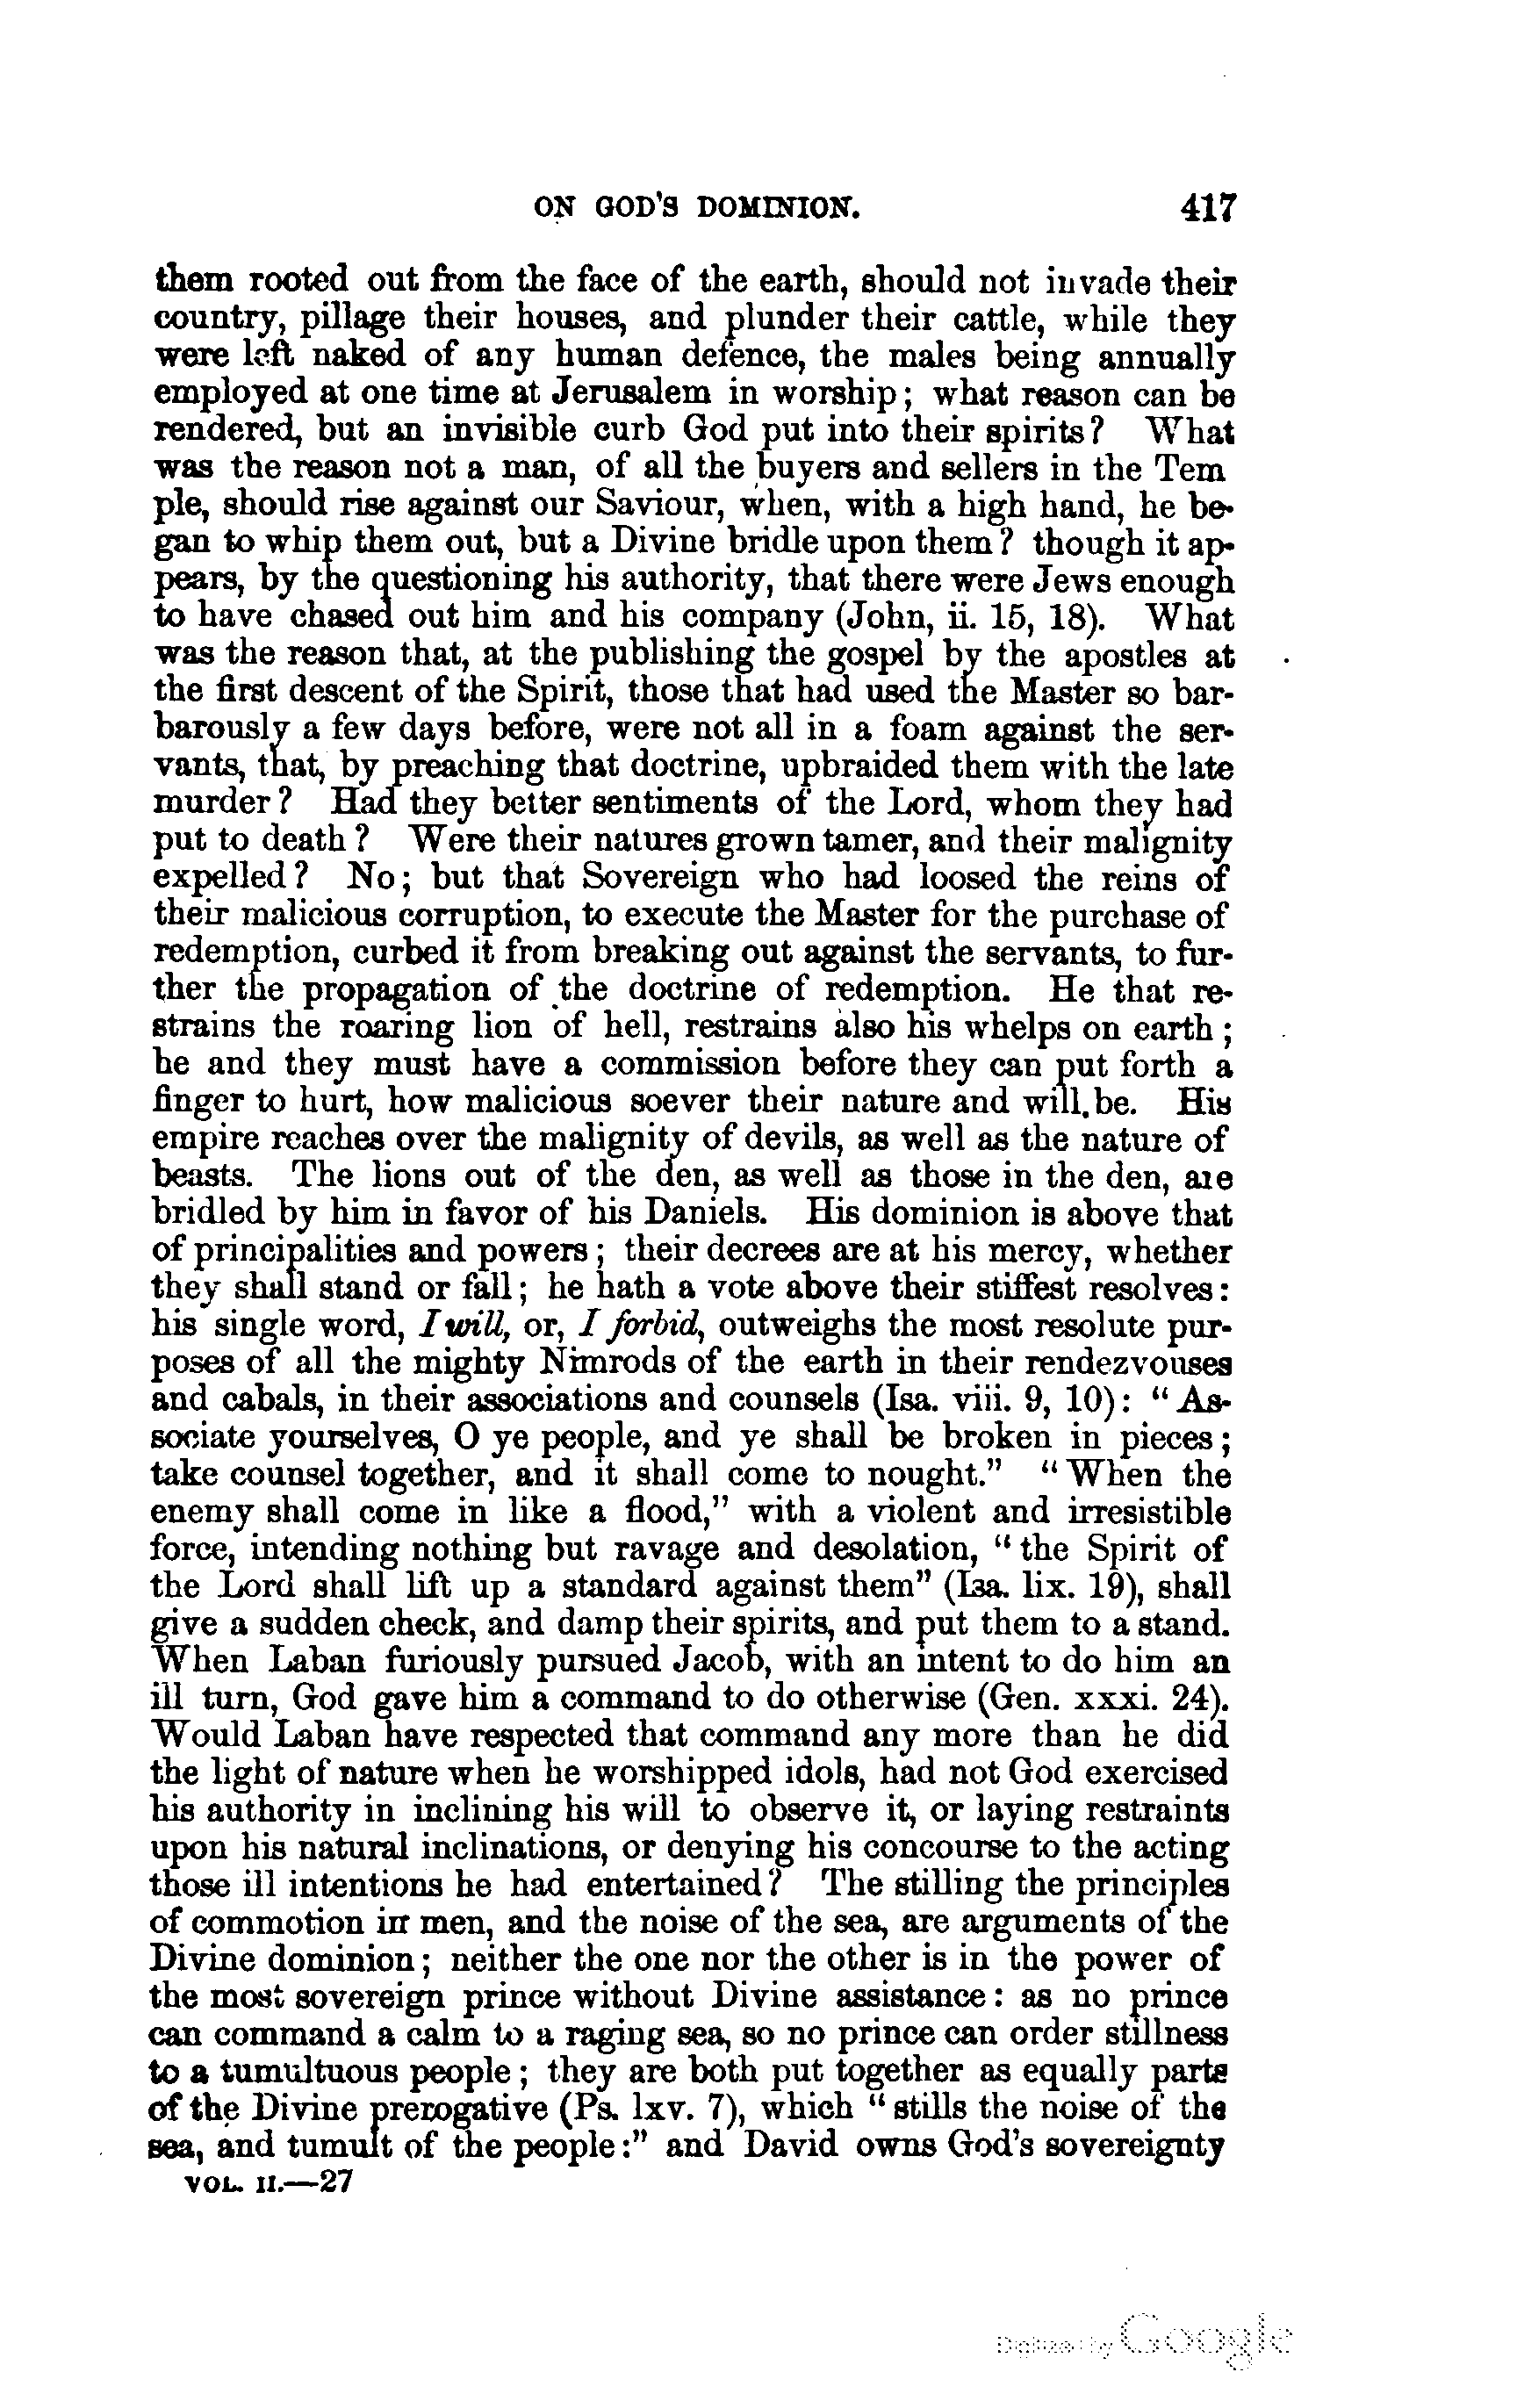 ON GOD'S DOMINION. 417
them rooted out from the face of the earth, should not invade their
country, pillage their houses, and plunder their cattle, while they
were left naked of any human defence, the males being annually
employed at one time at Jerusalem in worship; what reason can be
rendered, but an invisible curb God put into their spirits? What
was the reason not a man, of all the buyers and sellers in the Tem
ple, should rise against our Saviour, when, with a high hand, he be-
gan to whip them out, but a Divine bridle upon them? though it ap-
pears, by the questioning his authority, that there were Jews enough
to have chased out him and his company (John, ii. 15, 18). What
was the reason that, at the publishing the gospel by the apostles at
the first descent of the Spirit, those that had used the Master so bar-
barously a few days before, were not all in a foam against the ser-
vants, that, by preaching that doctrine, upbraided them with the late
murder? Had they better sentiments of the Lord, whom they had
put to death? Were their natures grown tamer, and their malignity
expelled? No; but that Sovereign who had loosed the reins of
their malicious corruption, to execute the Master for the purchase of
redemption, curbed it from breaking out against the servants, to fur-
ther the propagation of the doctrine of redemption. He that re-
strains the roaring lion of hell, restrains also his whelps on earth;
he and they must have a commission before they can put forth a
finger to hurt, how malicious soever their nature and will be. His
empire reaches over the malignity of devils, as well as the nature of
beasts. The lions out of the den, as well as those in the den, are
bridled by him in favor of his Daniels. His dominion is above that
of principalities and powers; their decrees are at his mercy, whether
they shall stand or fall; he hath a vote above their stiffest resolves:
his single word, I will, or, I forbid, outweighs the most resolute pur-
poses of all the mighty Nimrods of the earth in their rendezvouses
and cabals, in their associations and counsels (Isa. viii. 9, 10): "As-
sociate yourselves, O ye people, and ye shall be broken in pieces;
take counsel together, and it shall come to nought." "When the
enemy shall come in like a flood," with a violent and irresistible
force, intending nothing but ravage and desolation, "the Spirit of
the Lord shall lift up a standard against them" (Isa. lix. 19), shall
give a sudden check, and damp their spirits, and put them to a stand.
When Laban furiously pursued Jacob, with an intent to do him an
ill turn, God gave him a command to do otherwise (Gen. xxxi. 24).
Would Laban have respected that command any more than he did
the light of nature when he worshipped idols, had not God exercised
his authority in inclining his will to observe it, or laying restraints
upon his natural inclinations, or denying his concourse to the acting
those ill intentions he had entertained? The stilling the principles
of commotion in men, and the noise of the sea, are arguments of the
Divine dominion; neither the one nor the other is in the power of
the most sovereign prince without Divine assistance: as no prince
can command a calm to a raging sea, so no prince can order stillness
to a tumultuous people; they are both put together as equally parts
of the Divine prerogative (Ps. lxv. 7), which "stills the noise of the
sea, and tumult of the people:" and David owns God's sovereignty
VOL. II.—27
Digitized by Google